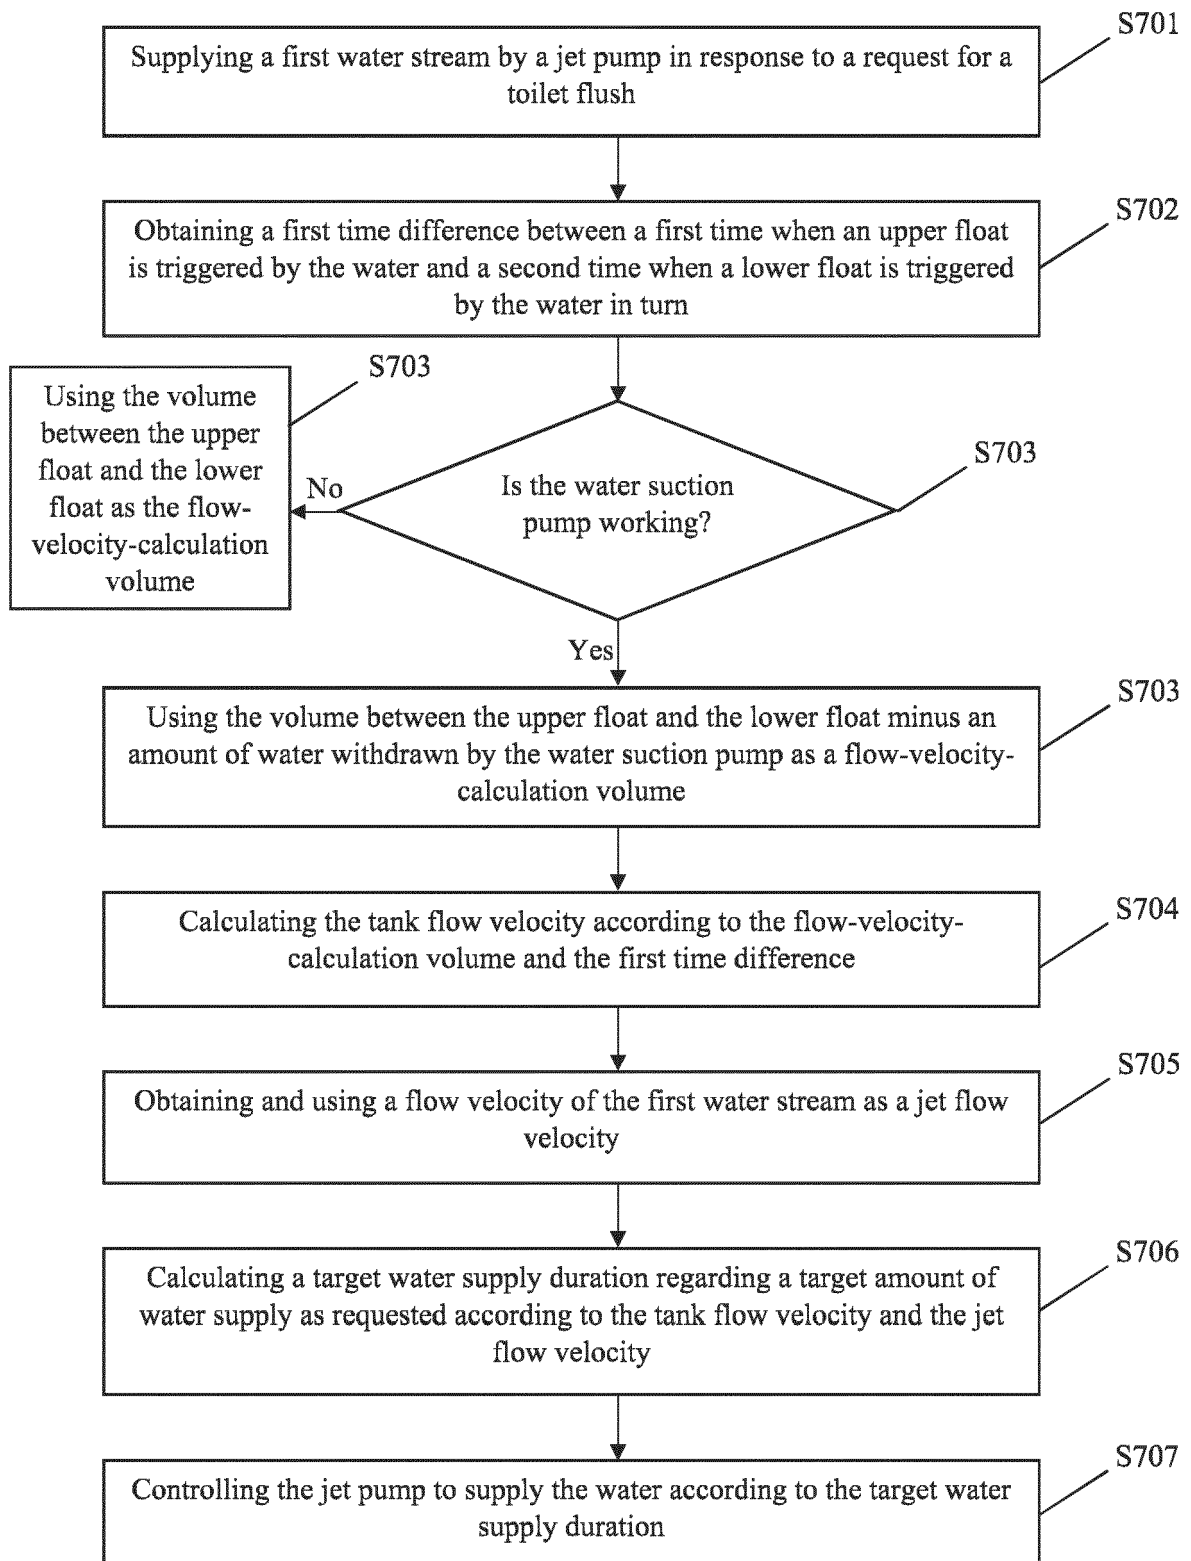 S701
Supplying a first water stream by a jet pump in response to a request for a
toilet flush
S702
Obtaining a first time difference between a first time when an upper float
is triggered by the water and a second time when a lower float is triggered
by the water in turn
S703
Using the volume
between the upper
float and the lower
float as the flow-
velocity-calculation
volume
No
S703
Is the water suction
pump working?
Yes
S703
Using the volume between the upper float and the lower float minus an
amount of water withdrawn by the water suction pump as a flow-velocity-
calculation volume
S704
Calculating the tank flow velocity according to the flow-velocity-
calculation volume and the first time difference
S705
Obtaining and using a flow velocity of the first water stream as a jet flow
velocity
S706
Calculating a target water supply duration regarding a target amount of
water supply as requested according to the tank flow velocity and the jet
flow velocity
S707
Controlling the jet pump to supply the water according to the target water
supply duration